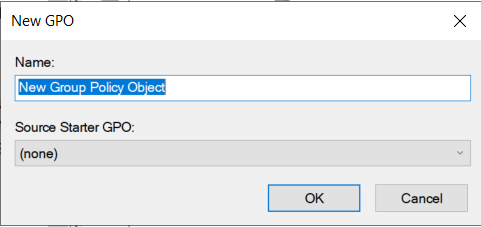 New GPO
Name:
New Group Policy Object
Source Starter GPO:
(none)
OK Cancel